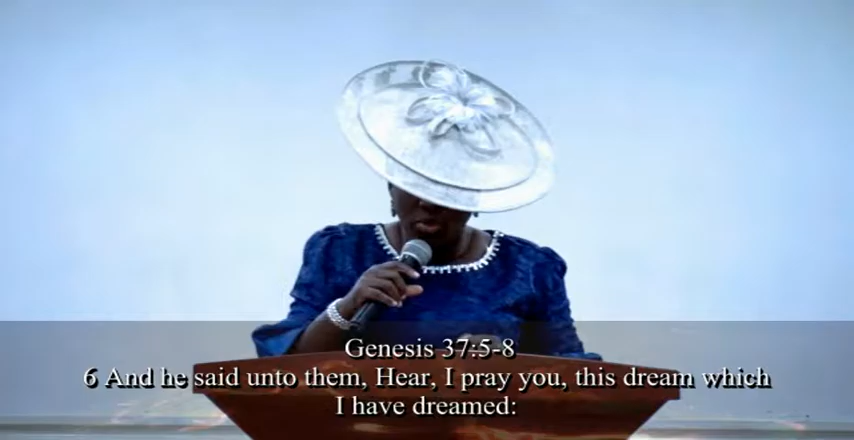 Genesis 37:5-8
6 And he said unto them, Hear, I pray you, this dream which
I have dreamed: